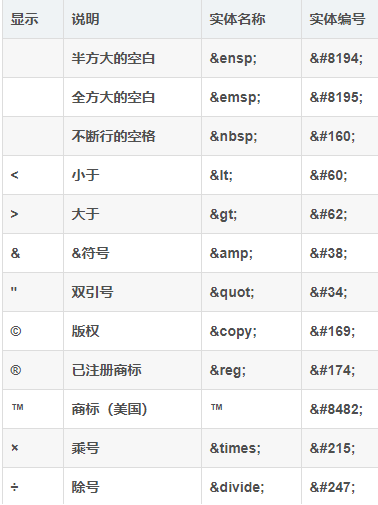 显示 说明 实体名称 实体编号
半方大的空白 &ensp; &#8194;
全方大的空白 &emsp; &#8195;
不断行的空格 &nbsp; &#160;
< 小于 &lt; &#60;
> 大于 &gt; &#62;
& &符号 &amp; &#38;
" 双引号 &quot; &#34;
© 版权 &copy; &#169;
® 已注册商标 &reg; &#174;
™ 商标（美国） ™ &#8482;
× 乘号 &times; &#215;
÷ 除号 &divide; &#247;